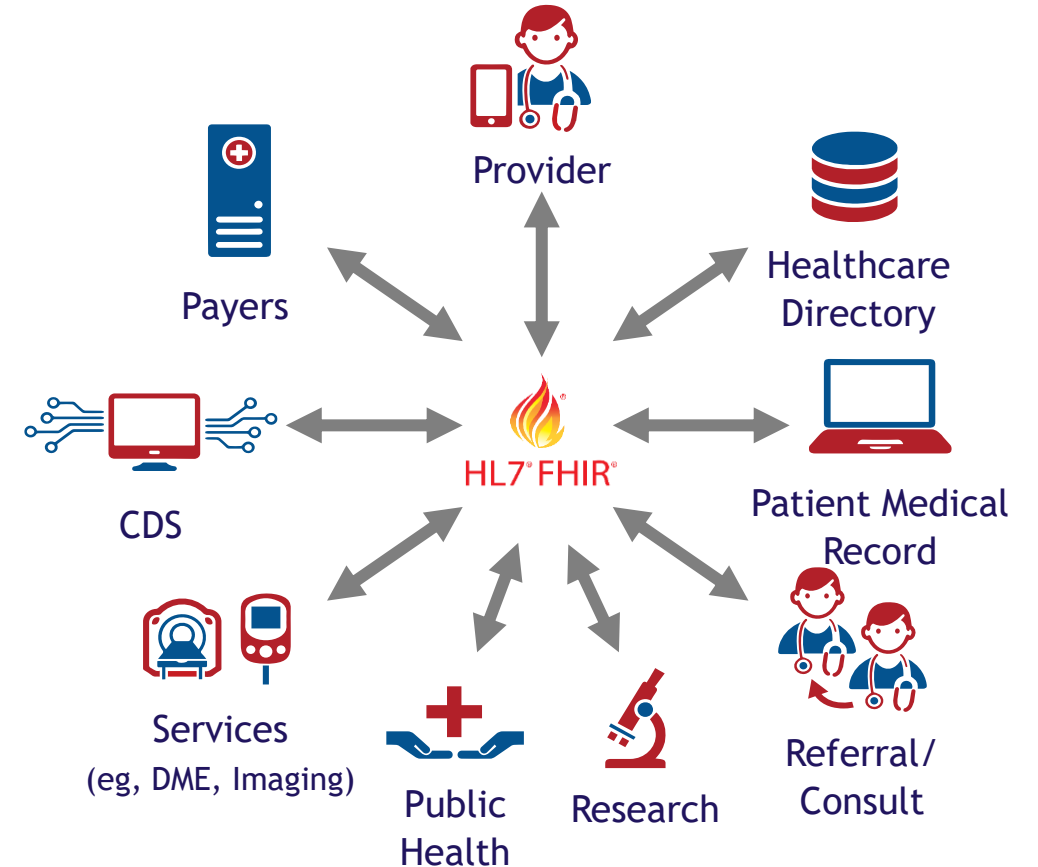 Provider
Healthcare
Directory
Payers
HL7® FHIR®
Patient Medical
Record
CDS
Services
(eg, DME, Imaging)
Public
Health
Research
Referral/
Consult